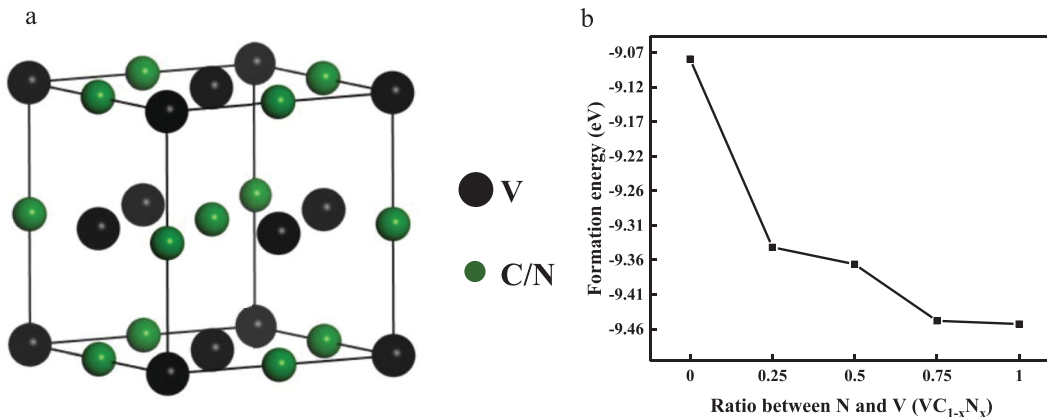 a
V
C/N
b
Formation energy (eV)
-9.07
-9.12
-9.17
-9.22
-9.26
-9.31
-9.36
-9.41
-9.46
0
0.25
0.5
0.75
1
Ratio between N and V (VC1-xNx)